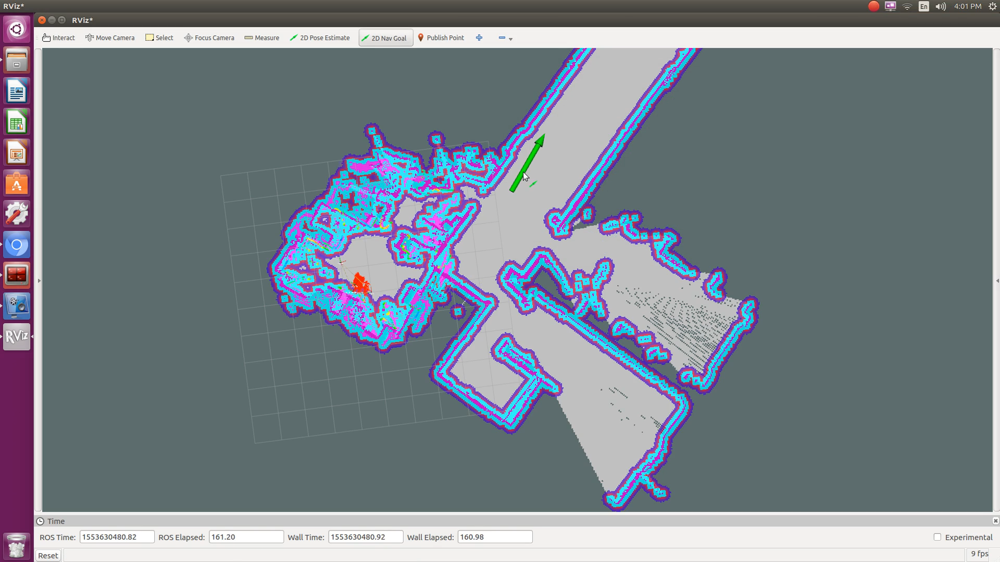 RViz*
En
4:01 PM
RViz*
Interact
Move Camera
Select
Focus Camera
Measure
2D Pose Estimate
2D Nav Goal
Publish Point
RViz
Time
ROS Time: 1553630480.82 ROS Elapsed: 161.20 Wall Time: 1553630480.92 Wall Elapsed: 160.98 Experimental
Reset
9 fps